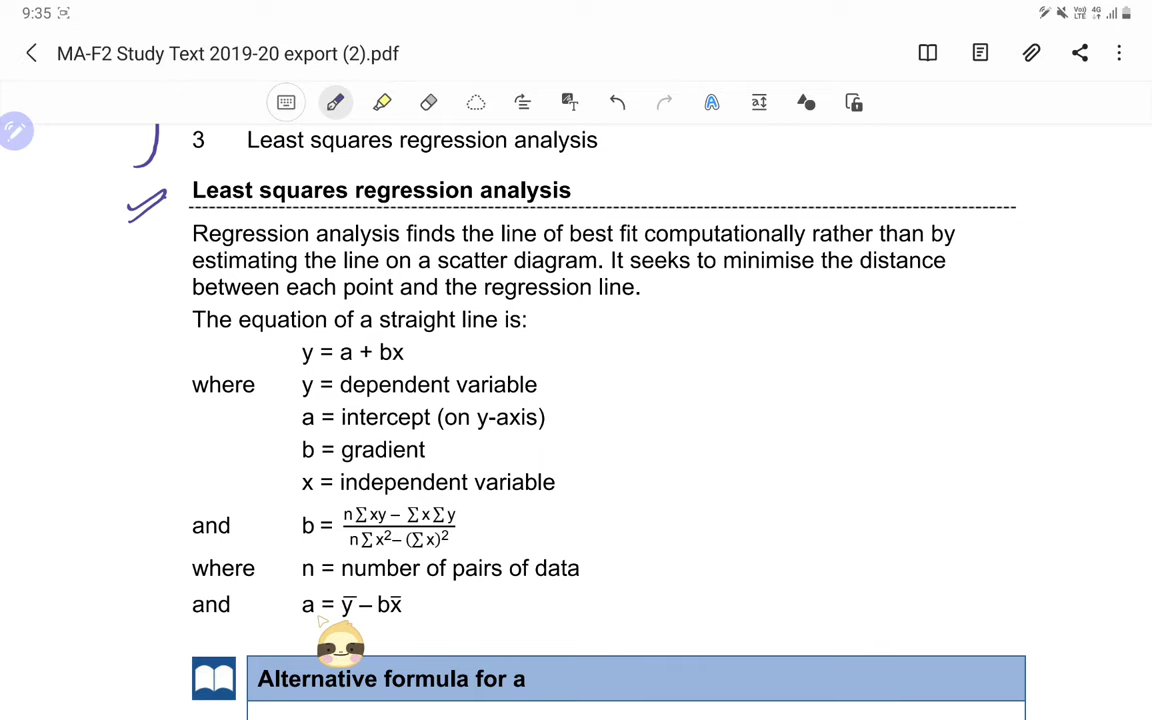 9:35
Vo)) LTE 4G
MA-F2 Study Text 2019-20 export (2).pdf
3 Least squares regression analysis
Least squares regression analysis
Regression analysis finds the line of best fit computationally rather than by
estimating the line on a scatter diagram. It seeks to minimise the distance
between each point and the regression line.
The equation of a straight line is:
y = a + bx
where y = dependent variable
a = intercept (on y-axis)
b = gradient
x = independent variable
and b = (n∑xy – ∑x∑y) / (n∑x² – (∑x)²)
where n = number of pairs of data
and a = y̅ – bx̅
Alternative formula for a